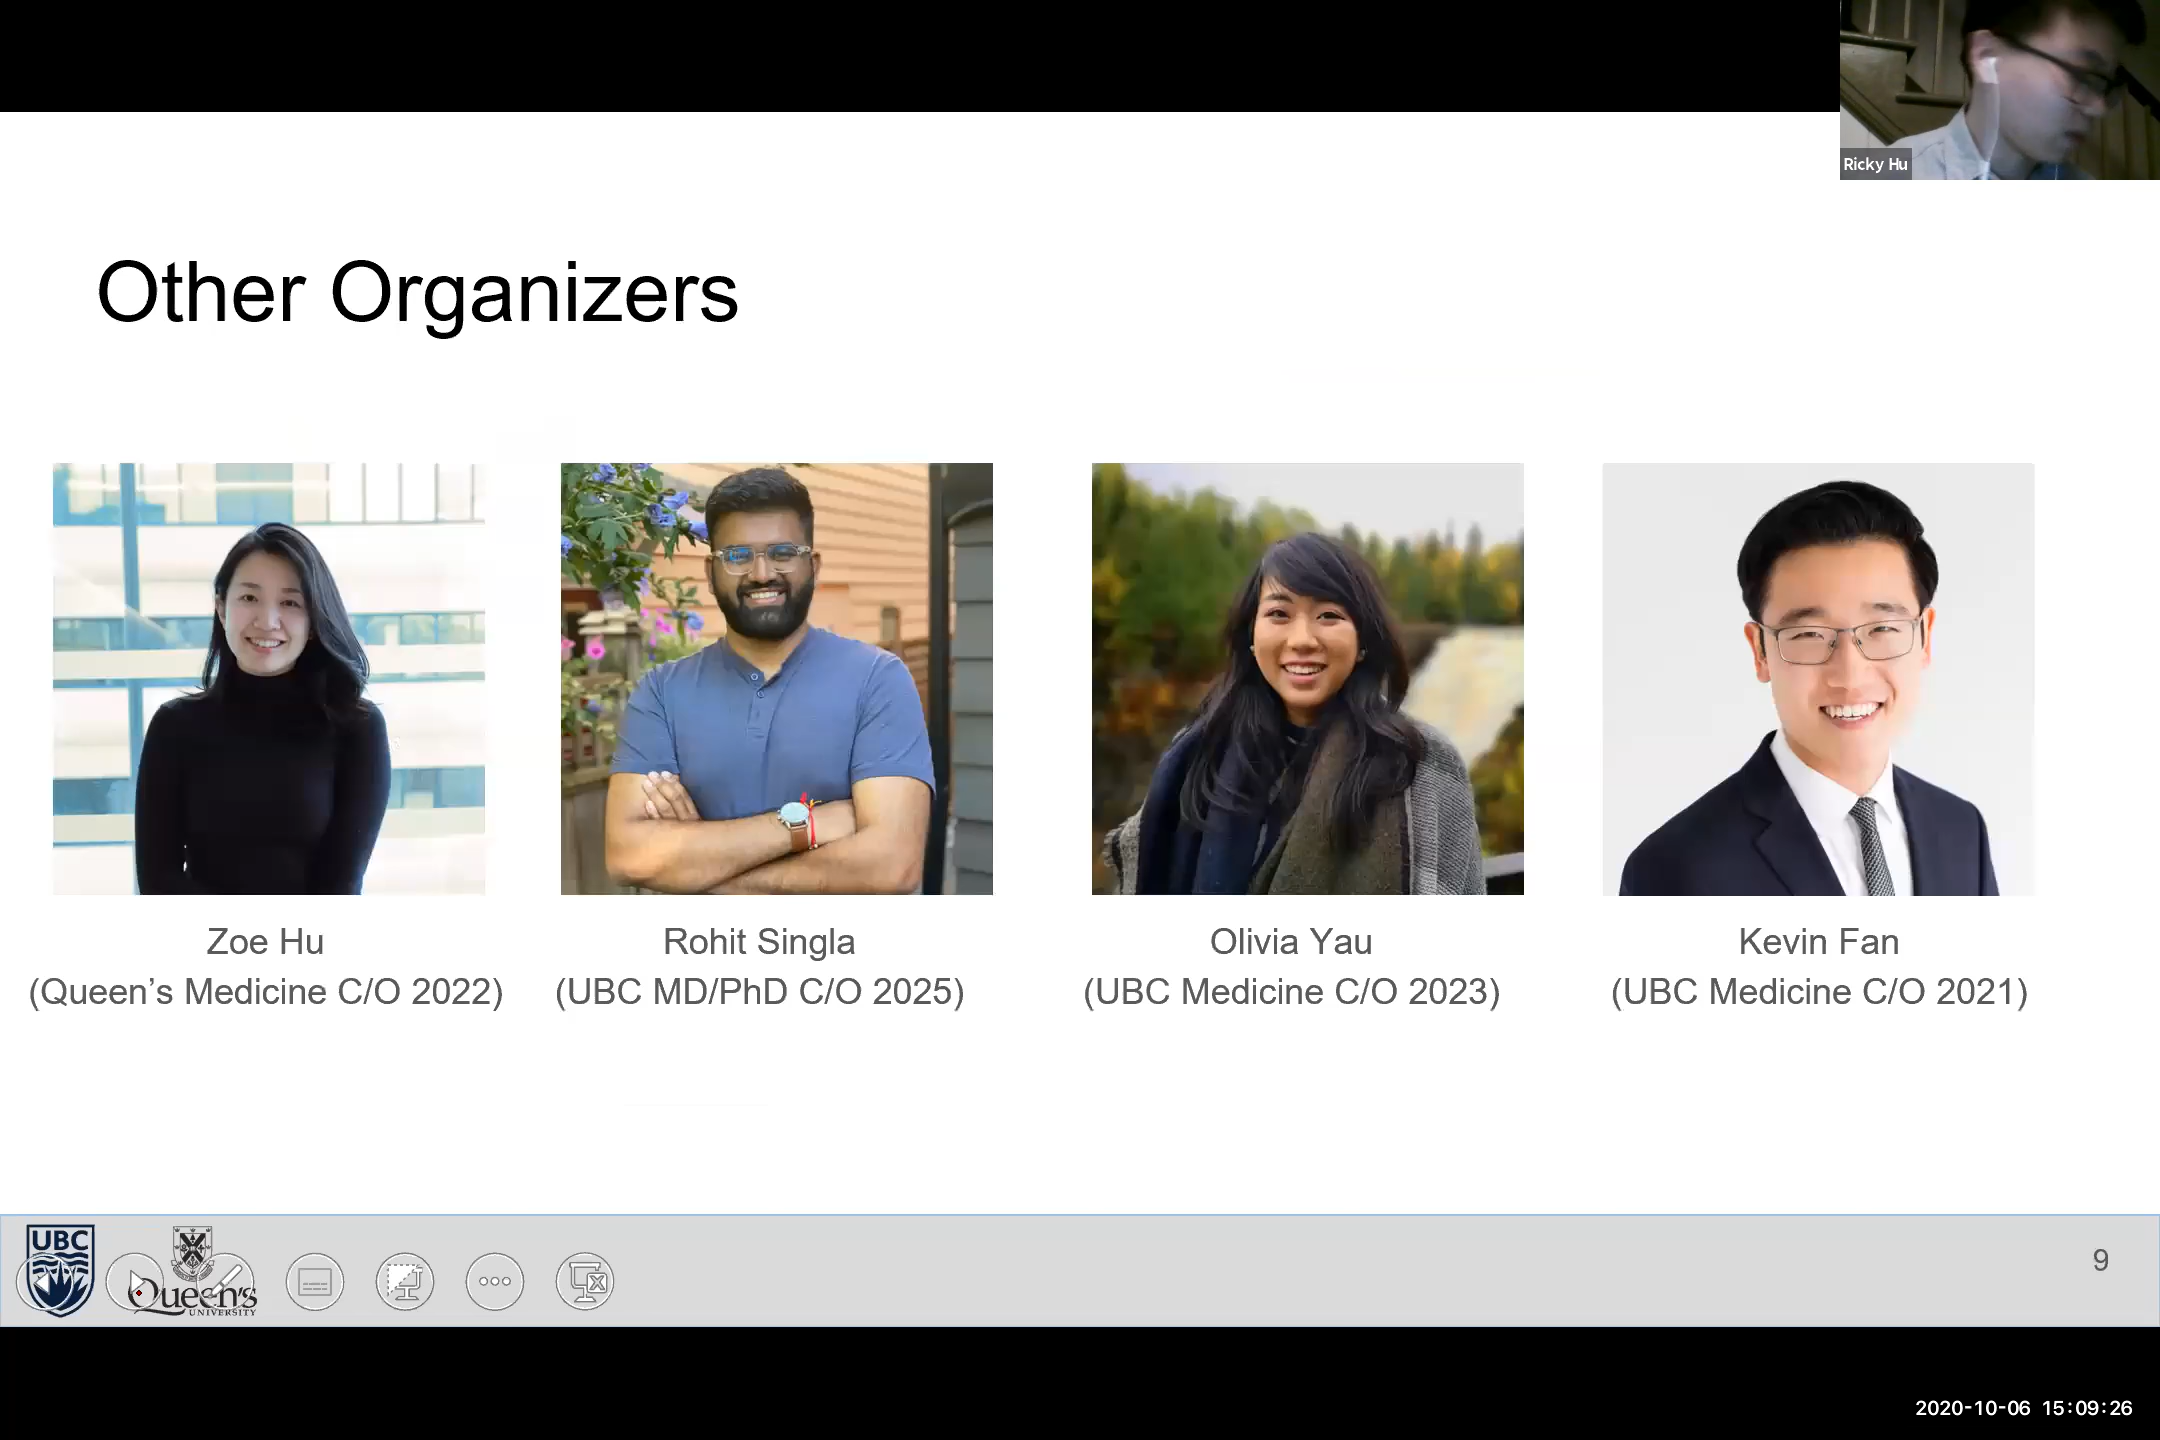 Ricky Hu
Other Organizers
Zoe Hu
(Queen’s Medicine C/O 2022)
Rohit Singla
(UBC MD/PhD C/O 2025)
Olivia Yau
(UBC Medicine C/O 2023)
Kevin Fan
(UBC Medicine C/O 2021)
UBC
Queen's
UNIVERSITY
9
2020-10-06 15:09:26